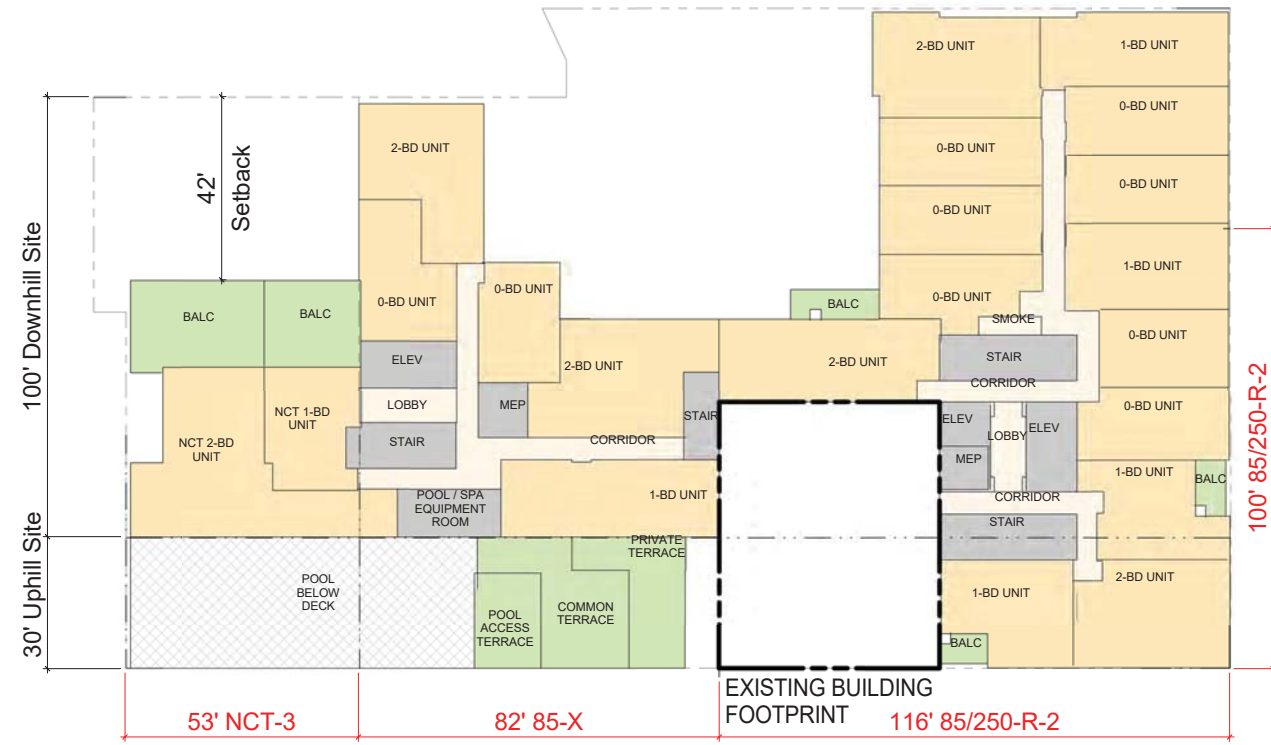 2-BD UNIT
1-BD UNIT
0-BD UNIT
2-BD UNIT
0-BD UNIT
0-BD UNIT
42'
Setback
0-BD UNIT
100' Downhill Site
1-BD UNIT
0-BD UNIT
0-BD UNIT
0-BD UNIT
BALC
BALC
BALC
SMOKE
0-BD UNIT
ELEV
2-BD UNIT
2-BD UNIT
STAIR
CORRIDOR
LOBBY
MEP
NCT 1-BD
UNIT
STAIR
ELEV
LOBBY
ELEV
0-BD UNIT
NCT 2-BD
UNIT
STAIR
CORRIDOR
MEP
1-BD UNIT
BALC
100' 85/250-R-2
POOL / SPA
EQUIPMENT
ROOM
1-BD UNIT
CORRIDOR
STAIR
30' Uphill Site
POOL
BELOW
DECK
PRIVATE
TERRACE
POOL
ACCESS
TERRACE
COMMON
TERRACE
1-BD UNIT
2-BD UNIT
BALC
EXISTING BUILDING
FOOTPRINT
53' NCT-3
82' 85-X
116' 85/250-R-2